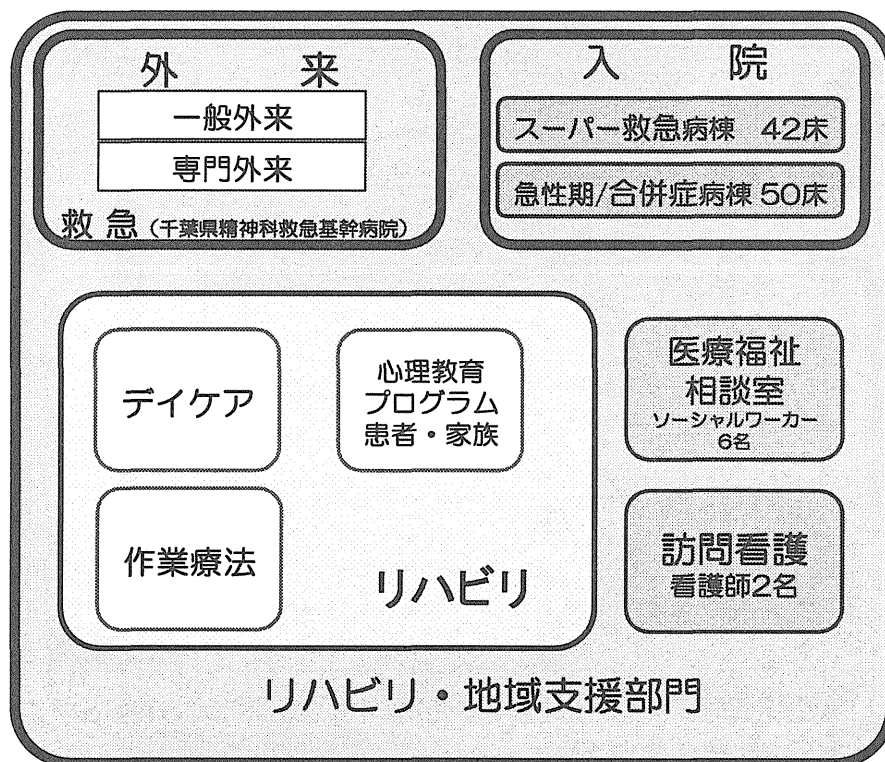 外 来
一般外来
専門外来
救 急（千葉県精神科救急基幹病院）
入 院
スーパー救急病棟 42床
急性期/合併症病棟 50床
デイケア
心理教育
プログラム
患者・家族
作業療法
リハビリ
医療福祉
相談室
ソーシャルワーカー
6名
訪問看護
看護師2名
リハビリ・地域支援部門